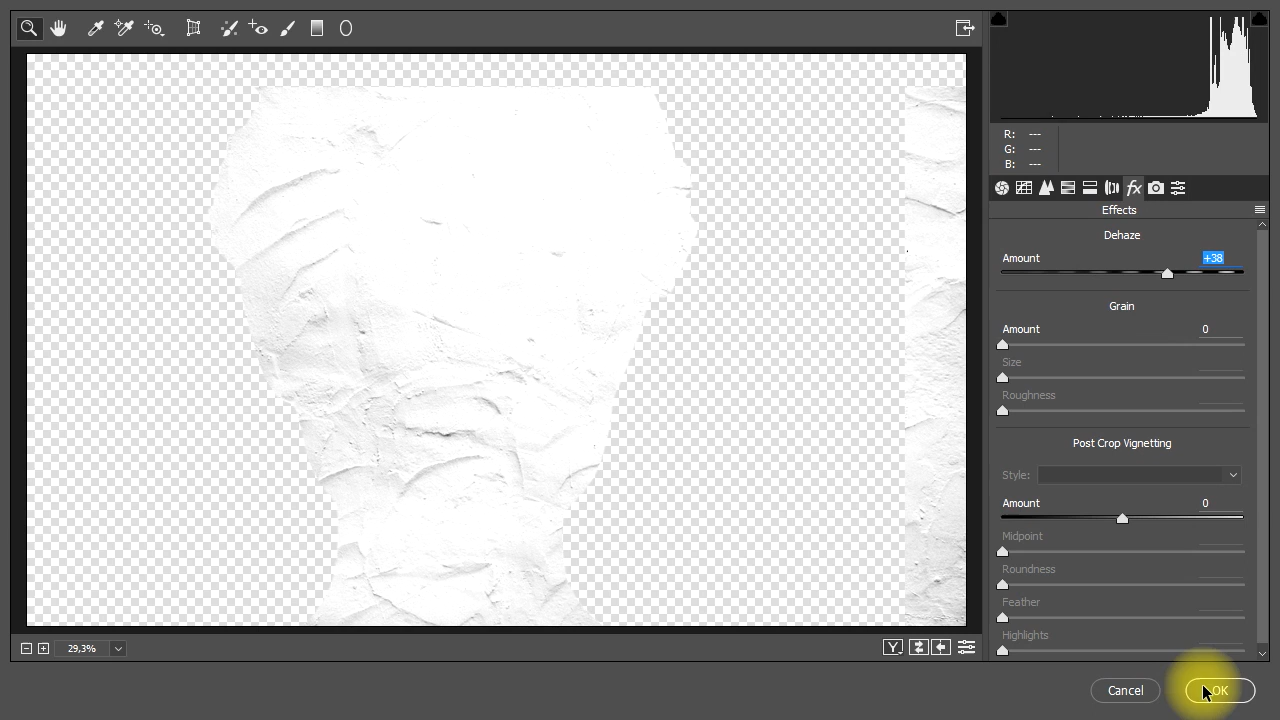 R: ---
G: ---
B: ---
fx
Effects
Dehaze
Amount +38
Grain
Amount 0
Size
Roughness
Post Crop Vignetting
Style:
Amount 0
Midpoint
Roundness
Feather
Highlights
29,3%
Y
Cancel
OK